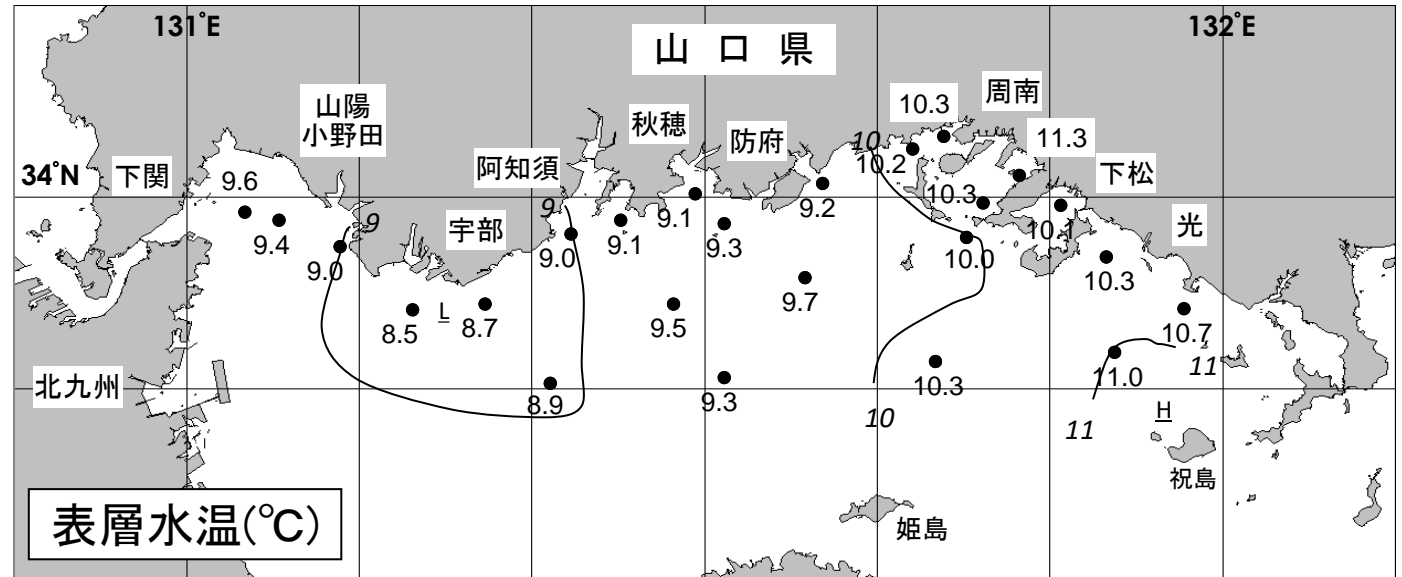 131°E
132°E
山 口 県
10.3
周南
山陽
小野田
秋穂
防府
10
10.2
11.3
下松
34°N
下関
9.6
阿知須
9.4
9
9.0
宇部
9
9.0
9.1
9.1
9.3
9.2
10.3
10.0
10.1
光
10.3
8.5
L
8.7
9.5
9.7
10.7
11
北九州
8.9
9.3
10.3
10
11.0
11
H
祝島
姫島
表層水温(℃)